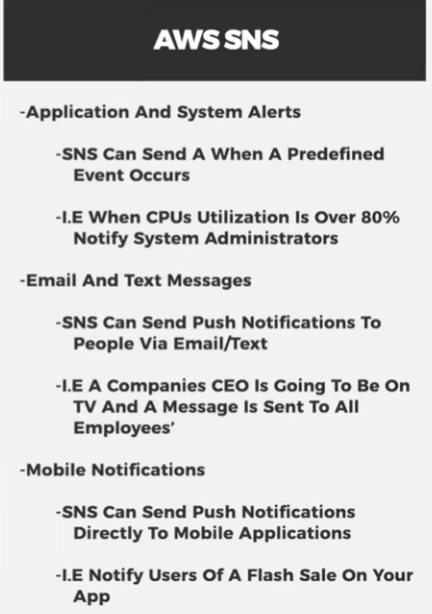 AWS SNS
-Application And System Alerts
-SNS Can Send A When A Predefined
Event Occurs
-I.E When CPUs Utilization Is Over 80%
Notify System Administrators
-Email And Text Messages
-SNS Can Send Push Notifications To
People Via Email/Text
-I.E A Companies CEO Is Going To Be On
TV And A Message Is Sent To All
Employees’
-Mobile Notifications
-SNS Can Send Push Notifications
Directly To Mobile Applications
-I.E Notify Users Of A Flash Sale On Your
App